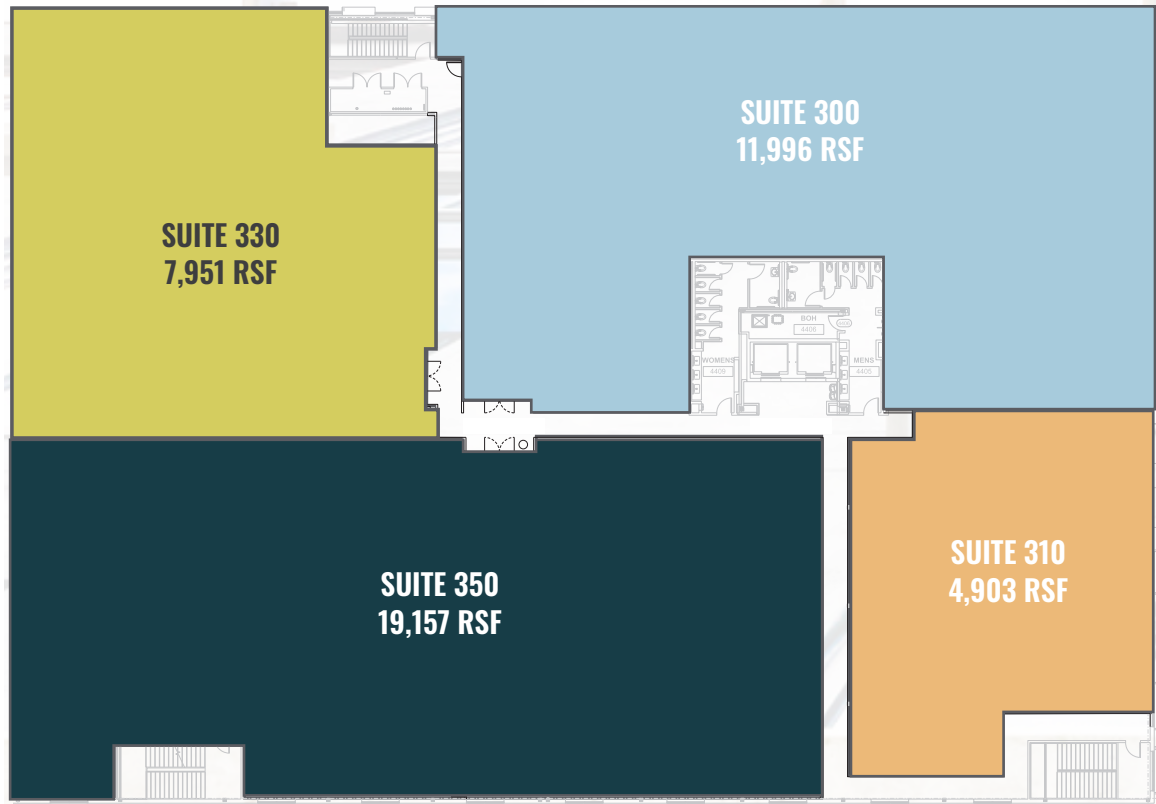 SUITE 300
11,996 RSF
SUITE 330
7,951 RSF
BOH
4408
WOMENS
4409
MENS
4405
SUITE 350
19,157 RSF
SUITE 310
4,903 RSF